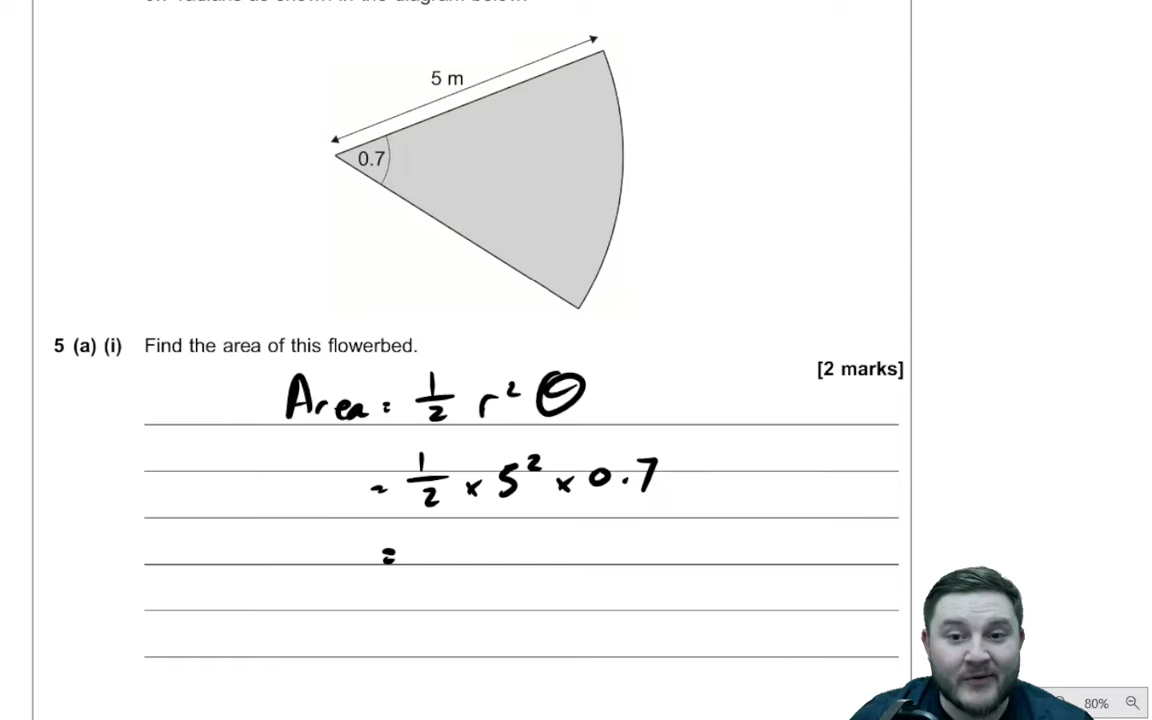 5 m
0.7
5 (a) (i) Find the area of this flowerbed.
[2 marks]
Area = 1/2 r² θ
= 1/2 × 5² × 0.7
=
80%